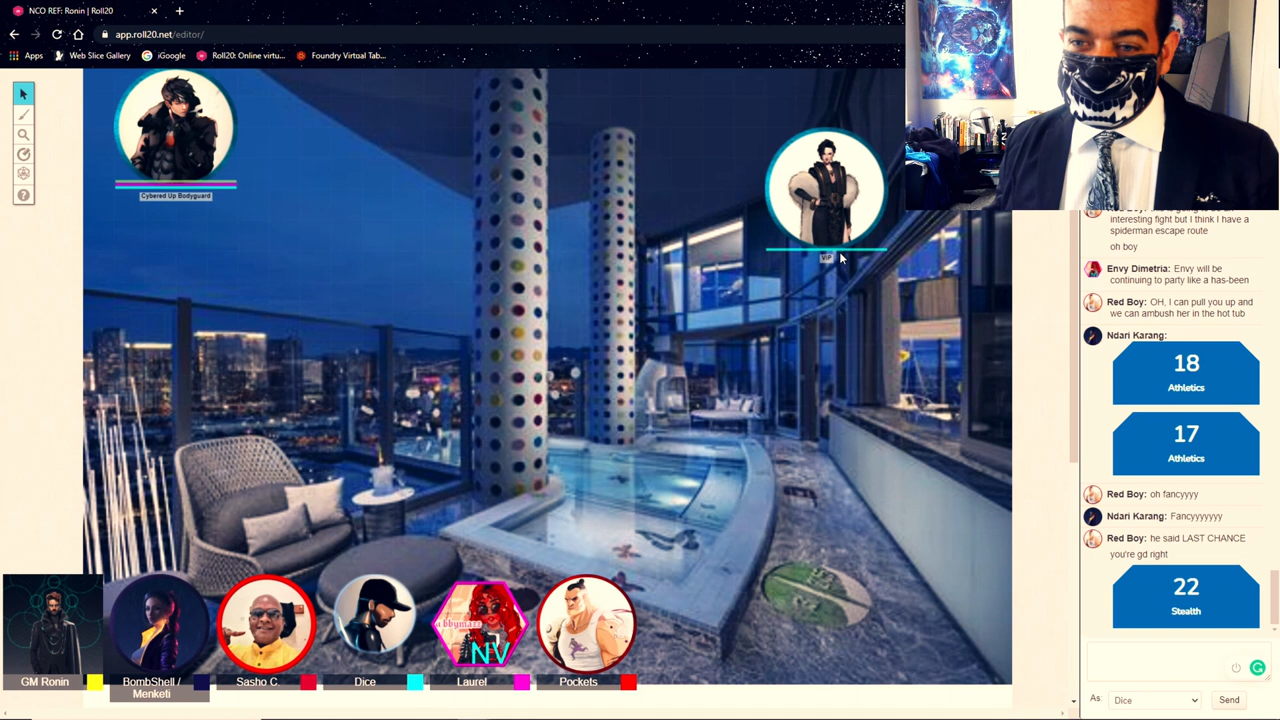 NCO REF: Ronin | Roll20
app.roll20.net/editor/
Apps
Web Slice Gallery
iGoogle
Roll20: Online virtu...
Foundry Virtual Tab...
Cybered Up Bodyguard
VIP
interesting fight but I think I have a
spiderman escape route
oh boy
Envy Dimetria: Envy will be
continuing to party like a has-been
Red Boy: OH, I can pull you up and
we can ambush her in the hot tub
Ndari Karang:
18
Athletics
17
Athletics
Red Boy: oh fancyyyy
Ndari Karang: Fancyyyyyyy
Red Boy: he said LAST CHANCE
you're gd right
22
Stealth
NV
GM Ronin
BombShell /
Menketi
Sasho C.
Dice
Laurel
Pockets
As:
Dice
Send